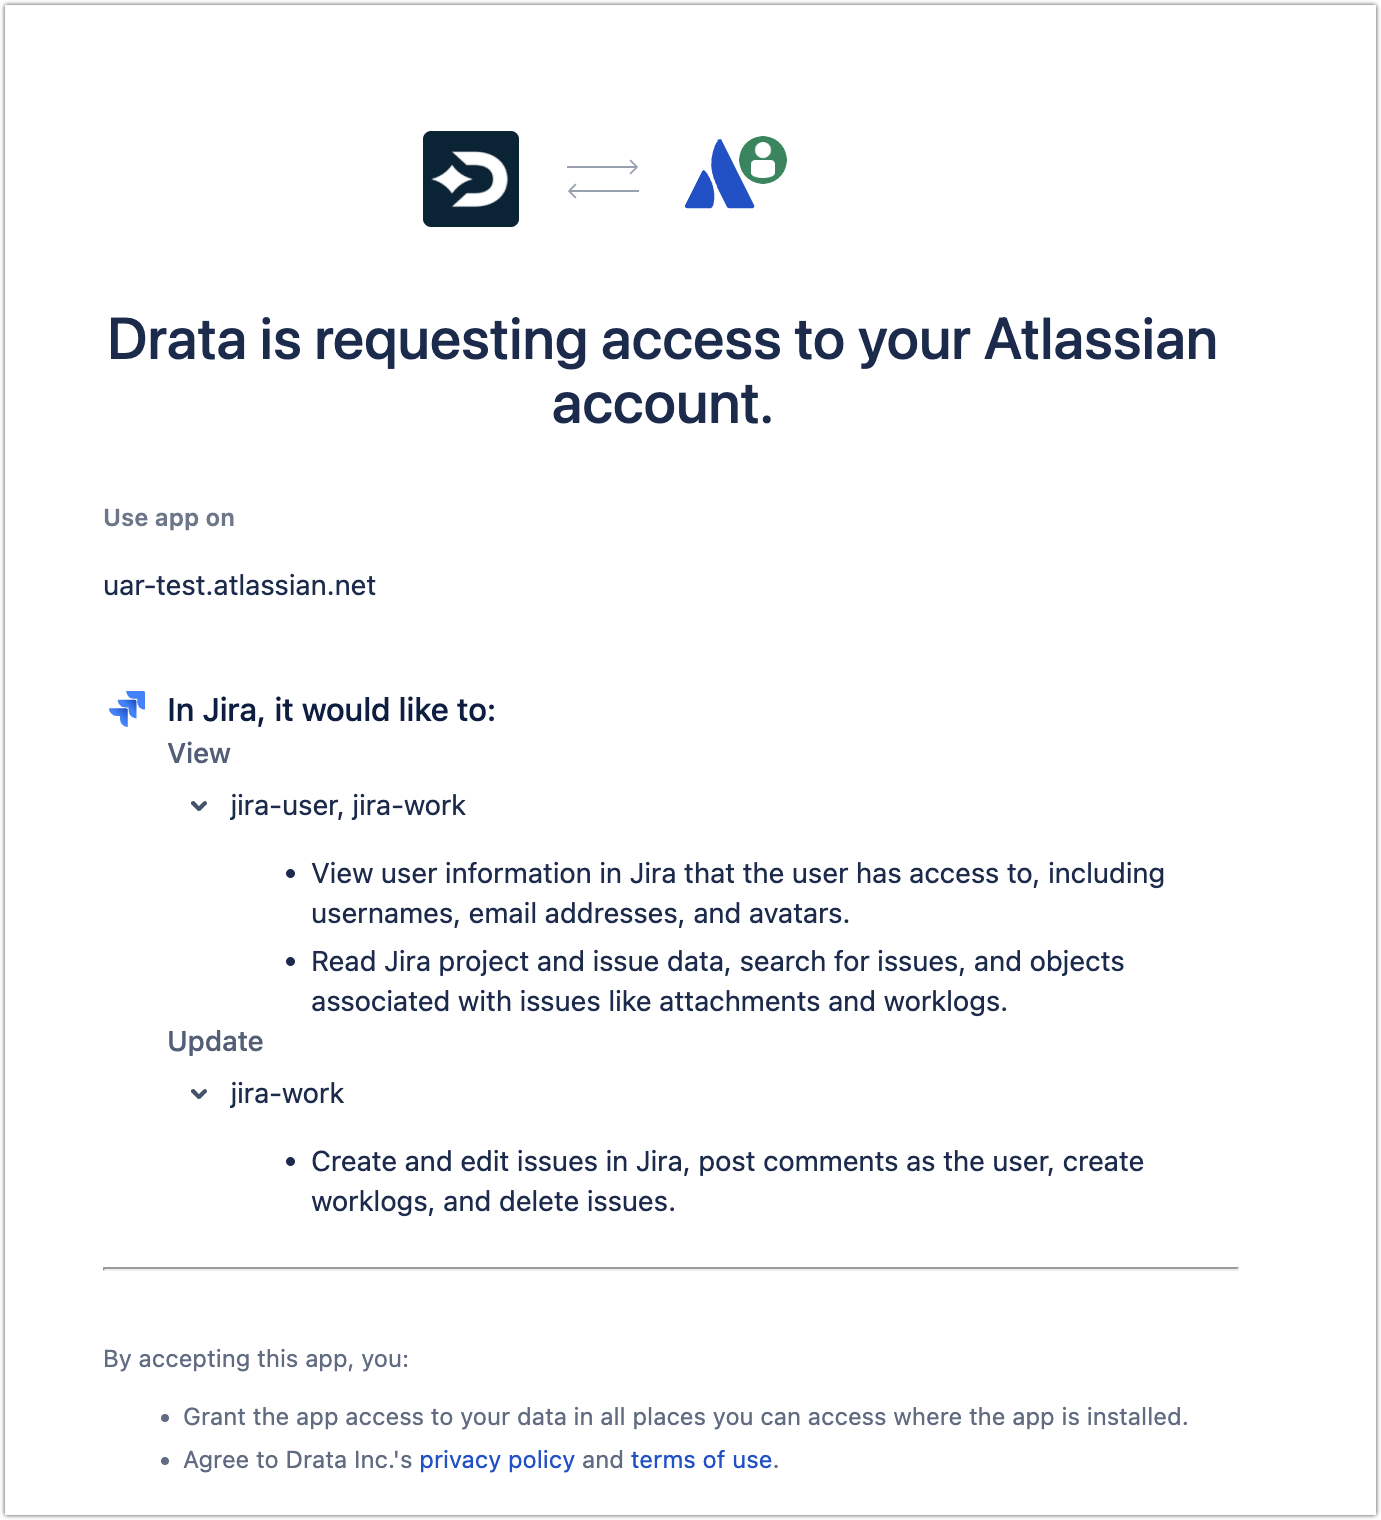 Drata is requesting access to your Atlassian
account.
Use app on
uar-test.atlassian.net
In Jira, it would like to:
View
jira-user, jira-work
• View user information in Jira that the user has access to, including
usernames, email addresses, and avatars.
• Read Jira project and issue data, search for issues, and objects
associated with issues like attachments and worklogs.
Update
jira-work
• Create and edit issues in Jira, post comments as the user, create
worklogs, and delete issues.
By accepting this app, you:
• Grant the app access to your data in all places you can access where the app is installed.
• Agree to Drata Inc.'s privacy policy and terms of use.